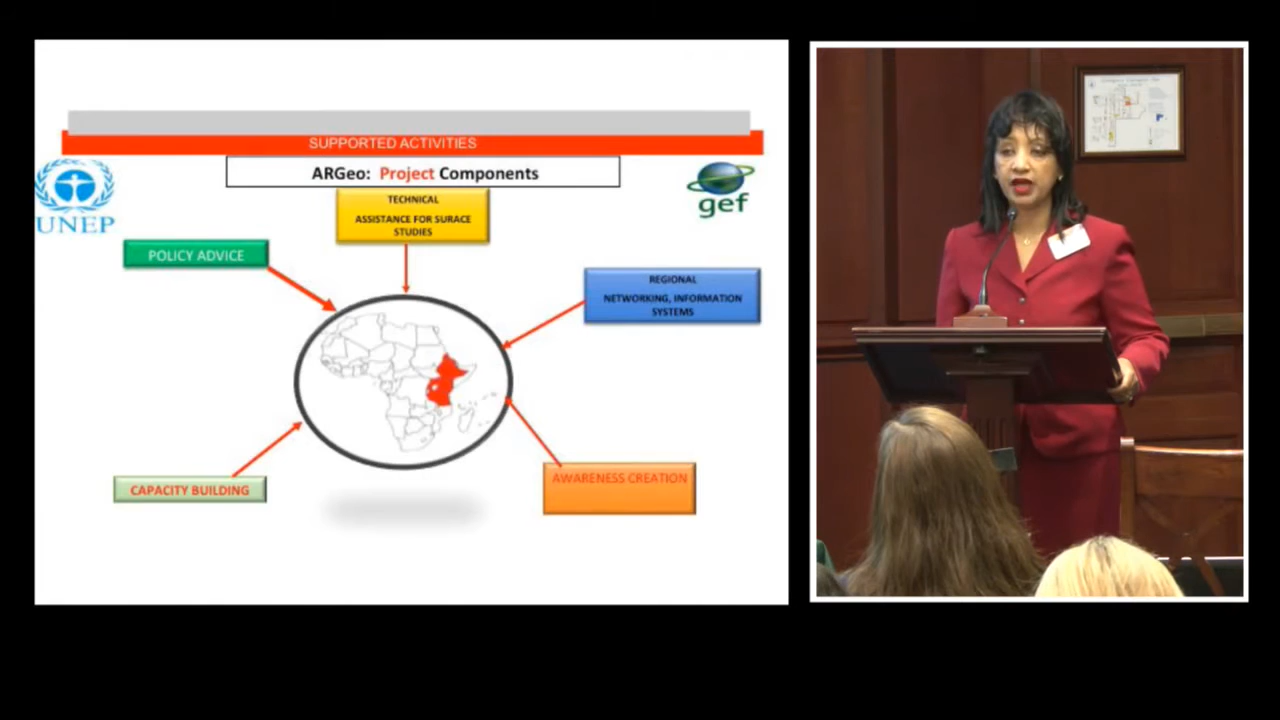 SUPPORTED ACTIVITIES
ARGeo: Project Components
UNEP
gef
TECHNICAL
ASSISTANCE FOR SURACE
STUDIES
POLICY ADVICE
REGIONAL
NETWORKING, INFORMATION
SYSTEMS
CAPACITY BUILDING
AWARENESS CREATION